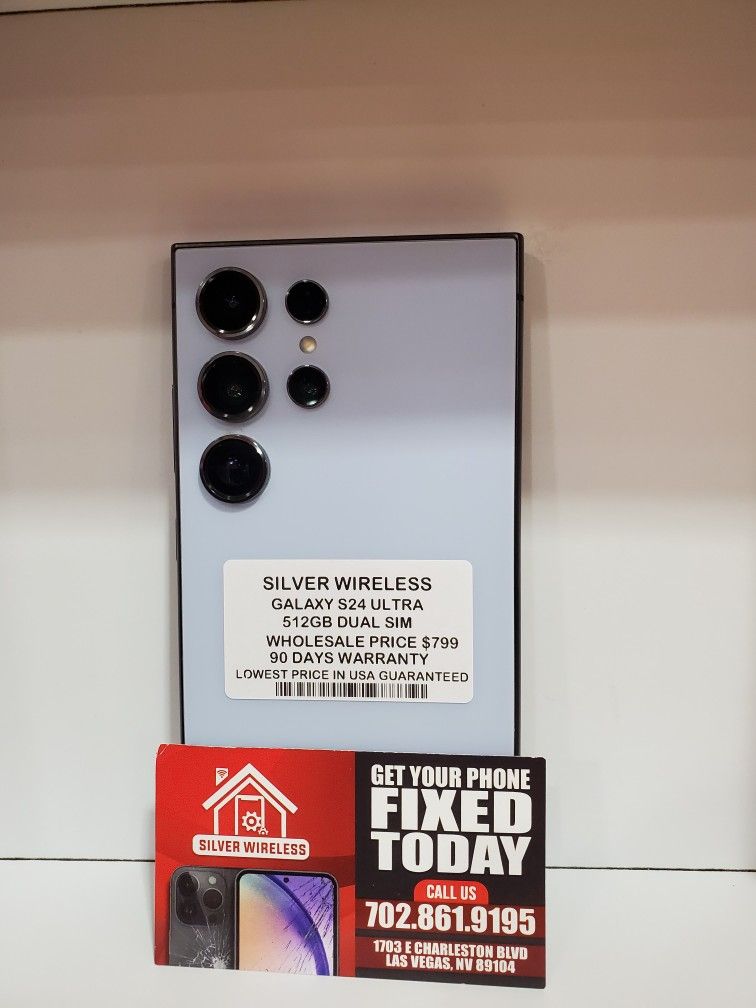 SILVER WIRELESS
GALAXY S24 ULTRA
512GB DUAL SIM
WHOLESALE PRICE $799
90 DAYS WARRANTY
LOWEST PRICE IN USA GUARANTEED
SILVER WIRELESS
GET YOUR PHONE
FIXED
TODAY
CALL US
702.861.9195
1703 E CHARLESTON BLVD
LAS VEGAS, NV 89104